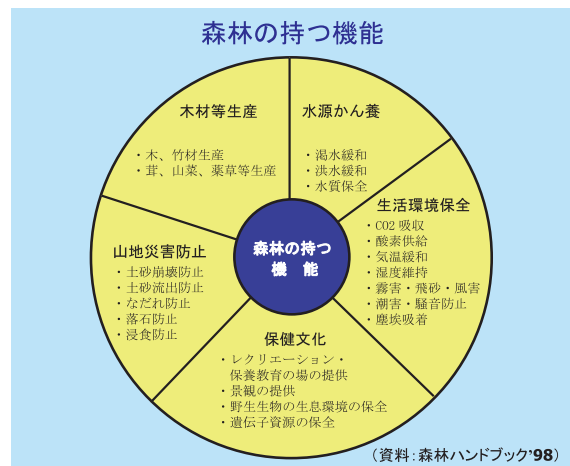 森林の持つ機能
木材等生産
・木、竹材生産
・茸、山菜、薬草等生産
水源かん養
・渇水緩和
・洪水緩和
・水質保全
生活環境保全
・CO2 吸収
・酸素供給
・気温緩和
・湿度維持
・霧害・飛砂・風害
・潮害・騒音防止
・塵埃吸着
森林の持つ
機 能
山地災害防止
・土砂崩壊防止
・土砂流出防止
・なだれ防止
・落石防止
・浸食防止
保健文化
・レクリエーション・
保養教育の場の提供
・景観の提供
・野生生物の生息環境の保全
・遺伝子資源の保全
（資料：森林ハンドブック’98）